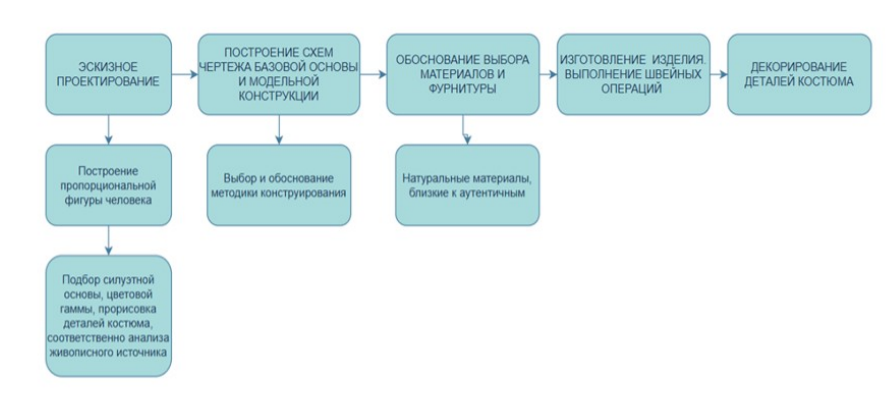 ЭСКИЗНОЕ
ПРОЕКТИРОВАНИЕ
ПОСТРОЕНИЕ СХЕМ
ЧЕРТЕЖА БАЗОВОЙ ОСНОВЫ
И МОДЕЛЬНОЙ
КОНСТРУКЦИИ
ОБОСНОВАНИЕ ВЫБОРА
МАТЕРИАЛОВ И
ФУРНИТУРЫ
ИЗГОТОВЛЕНИЕ ИЗДЕЛИЯ.
ВЫПОЛНЕНИЕ ШВЕЙНЫХ
ОПЕРАЦИЙ
ДЕКОРИРОВАНИЕ
ДЕТАЛЕЙ КОСТЮМА
Построение
пропорциональной
фигуры человека
Выбор и обоснование
методики конструирования
Натуральные материалы,
близкие к аутентичным
Подбор силуэтной
основы, цветовой
гаммы, прорисовка
деталей костюма,
соответственно анализа
живописного источника